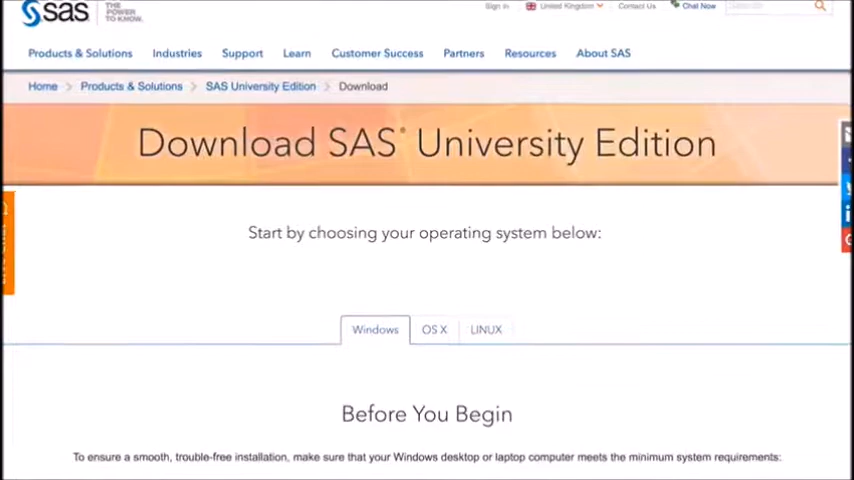 sas THE POWER TO KNOW.
Sign In United Kingdom Contact Us Chat Now Search
Products & Solutions Industries Support Learn Customer Success Partners Resources About SAS
Home > Products & Solutions > SAS University Edition > Download
Download SAS® University Edition
Start by choosing your operating system below:
Windows OS X LINUX
Before You Begin
To ensure a smooth, trouble-free installation, make sure that your Windows desktop or laptop computer meets the minimum system requirements: